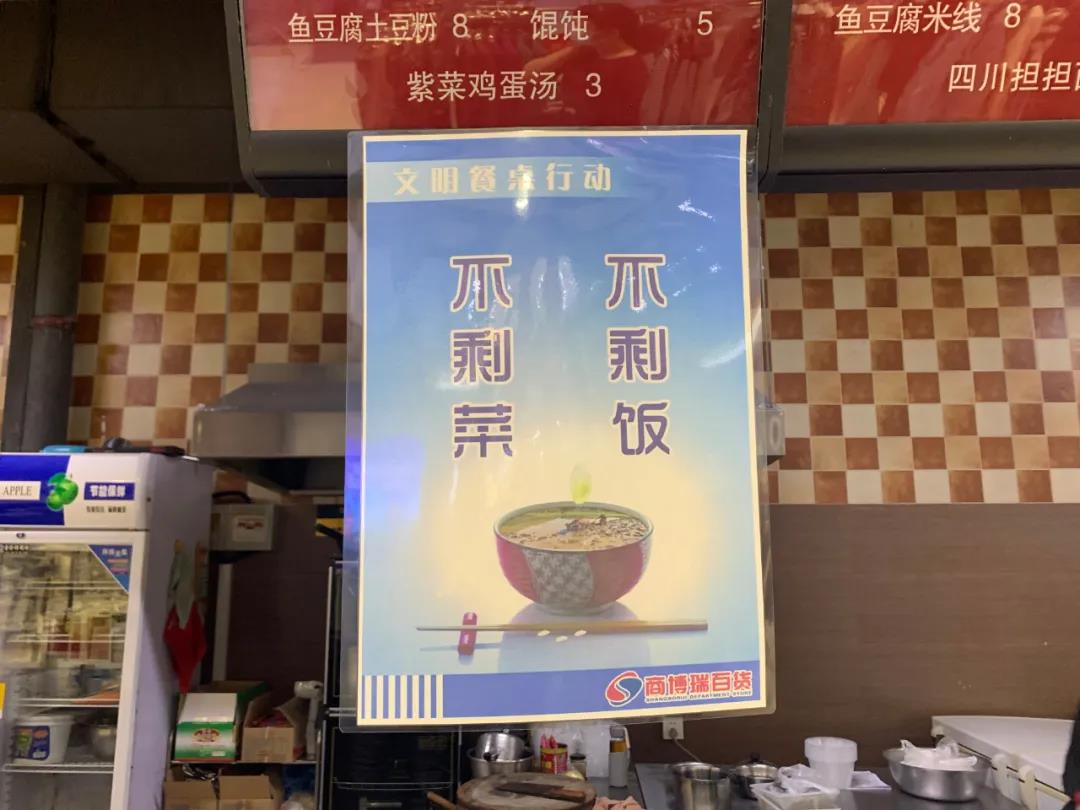 鱼豆腐土豆粉 8 馄饨 5
紫菜鸡蛋汤 3
鱼豆腐米线 8
四川担担
文明餐桌行动
不剩饭
不剩菜
商博瑞百货
SHANGBORUI DEPARTMENT STORE
APPLE
节能保鲜